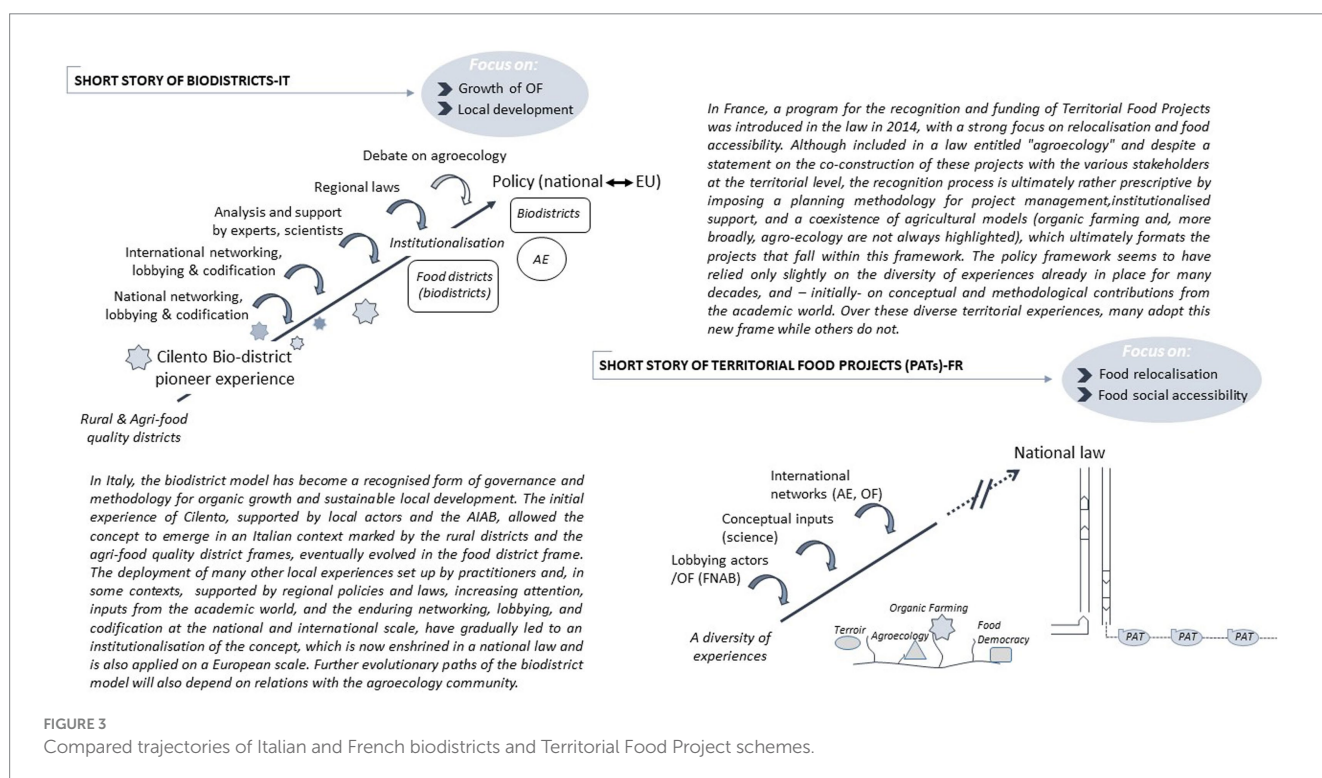 SHORT STORY OF BIODISTRICTS-IT
Focus on:
Growth of OF
Local development
Debate on agroecology
Policy (national ↔ EU)
Regional laws
Biodistricts
Analysis and support
by experts, scientists
Institutionalisation
AE
International networking,
lobbying & codification
Food districts
(biodistricts)
National networking,
lobbying & codification
Cilento Bio-district
pioneer experience
Rural & Agri-food
quality districts
In France, a program for the recognition and funding of Territorial Food Projects
was introduced in the law in 2014, with a strong focus on relocalisation and food
accessibility. Although included in a law entitled "agroecology" and despite a
statement on the co-construction of these projects with the various stakeholders
at the territorial level, the recognition process is ultimately rather prescriptive by
imposing a planning methodology for project management,institutionalised
support, and a coexistence of agricultural models (organic farming and, more
broadly, agro-ecology are not always highlighted), which ultimately formats the
projects that fall within this framework. The policy framework seems to have
relied only slightly on the diversity of experiences already in place for many
decades, and – initially- on conceptual and methodological contributions from
the academic world. Over these diverse territorial experiences, many adopt this
new frame while others do not.
SHORT STORY OF TERRITORIAL FOOD PROJECTS (PATs)-FR
Focus on:
Food relocalisation
Food social accessibility
In Italy, the biodistrict model has become a recognised form of governance and
methodology for organic growth and sustainable local development. The initial
experience of Cilento, supported by local actors and the AIAB, allowed the
concept to emerge in an Italian context marked by the rural districts and the
agri-food quality district frames, eventually evolved in the food district frame.
The deployment of many other local experiences set up by practitioners and, in
some contexts, supported by regional policies and laws, increasing attention,
inputs from the academic world, and the enduring networking, lobbying, and
codification at the national and international scale, have gradually led to an
institutionalisation of the concept, which is now enshrined in a national law and
is also applied on a European scale. Further evolutionary paths of the biodistrict
model will also depend on relations with the agroecology community.
National law
International
networks (AE, OF)
Conceptual inputs
(science)
Lobbying actors
/OF (FNAB)
A diversity of
experiences
Terroir
Agroecology
Organic Farming
Food
Democracy
PAT
PAT
PAT
FIGURE 3
Compared trajectories of Italian and French biodistricts and Territorial Food Project schemes.